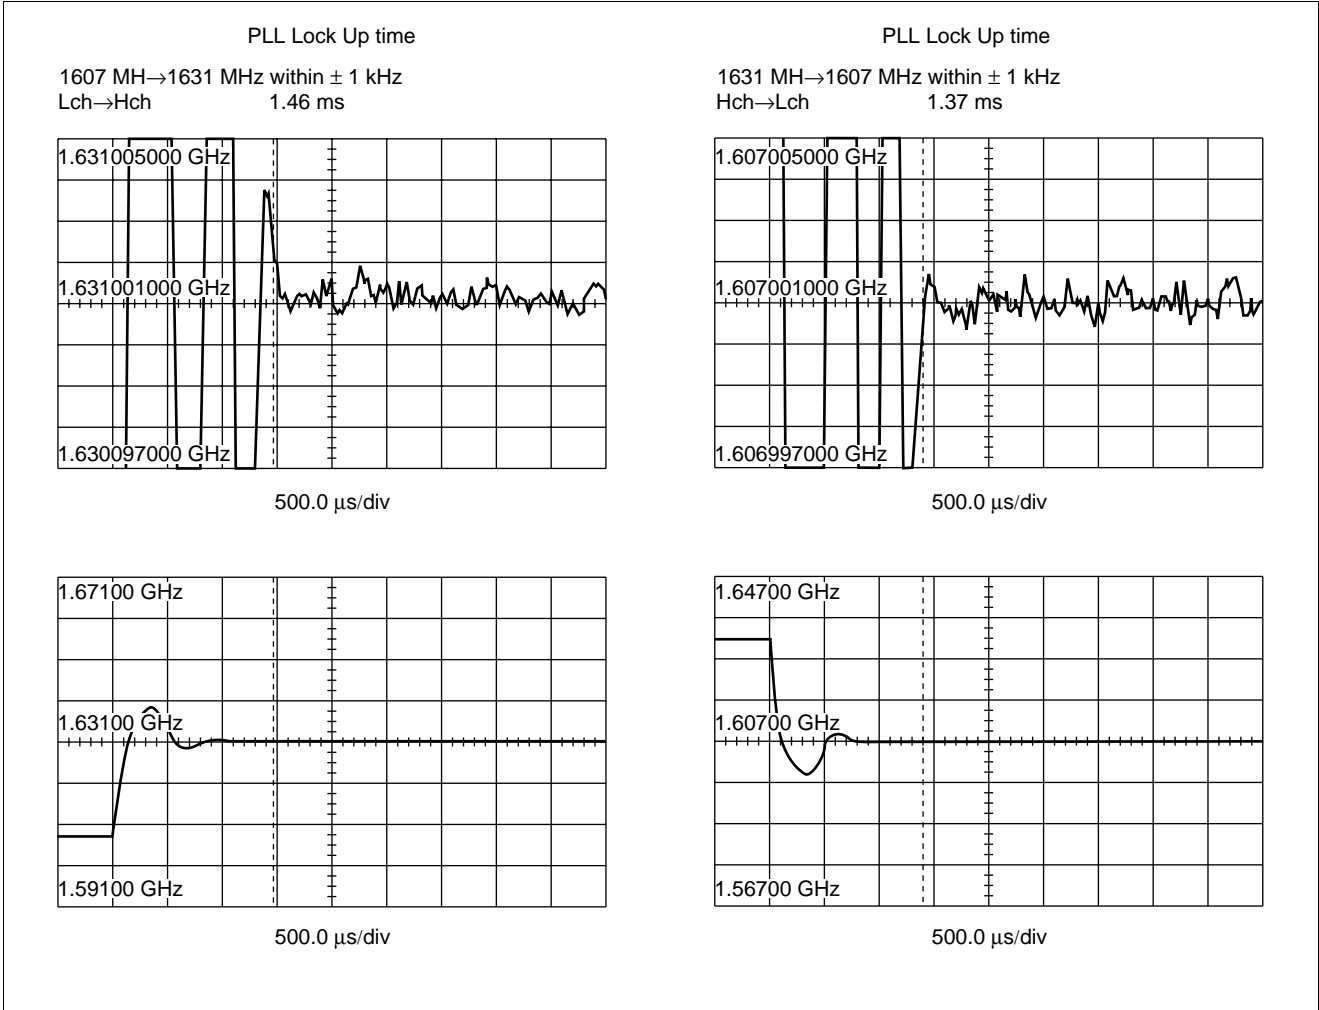 PLL Lock Up time
1607 MH→1631 MHz within ± 1 kHz
Lch→Hch 1.46 ms
1.631005000 GHz
1.631001000 GHz
1.630097000 GHz
500.0 µs/div
1.67100 GHz
1.63100 GHz
1.59100 GHz
500.0 µs/div
PLL Lock Up time
1631 MH→1607 MHz within ± 1 kHz
Hch→Lch 1.37 ms
1.607005000 GHz
1.607001000 GHz
1.606997000 GHz
500.0 µs/div
1.64700 GHz
1.60700 GHz
1.56700 GHz
500.0 µs/div